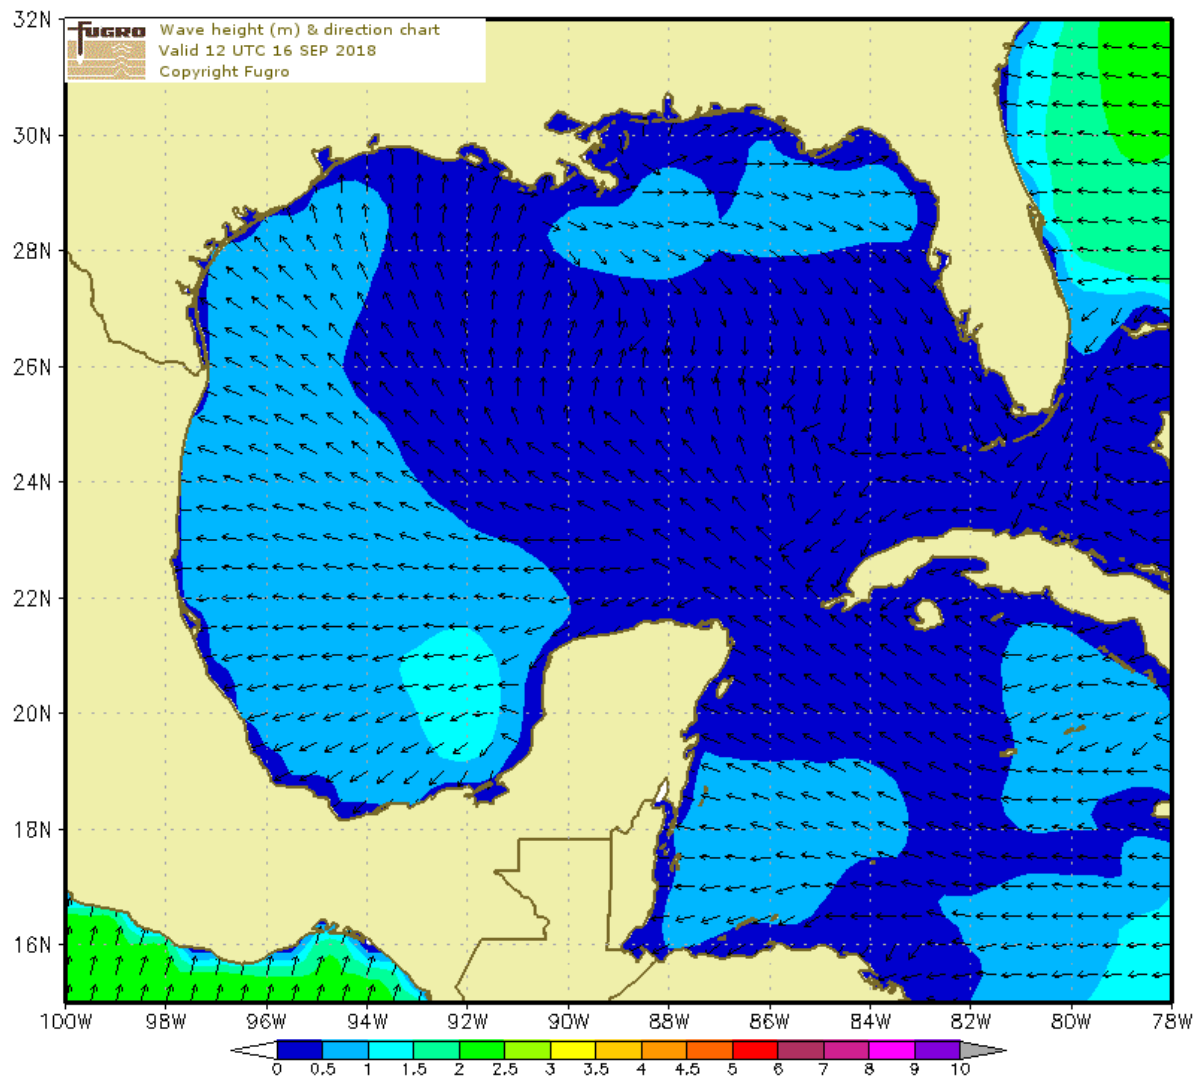 FUGRO
Wave height (m) & direction chart
Valid 12 UTC 16 SEP 2018
Copyright Fugro
32N
30N
28N
26N
24N
22N
20N
18N
16N
100W 98W 96W 94W 92W 90W 88W 86W 84W 82W 80W 78W
0 0.5 1 1.5 2 2.5 3 3.5 4 4.5 5 6 7 8 9 10